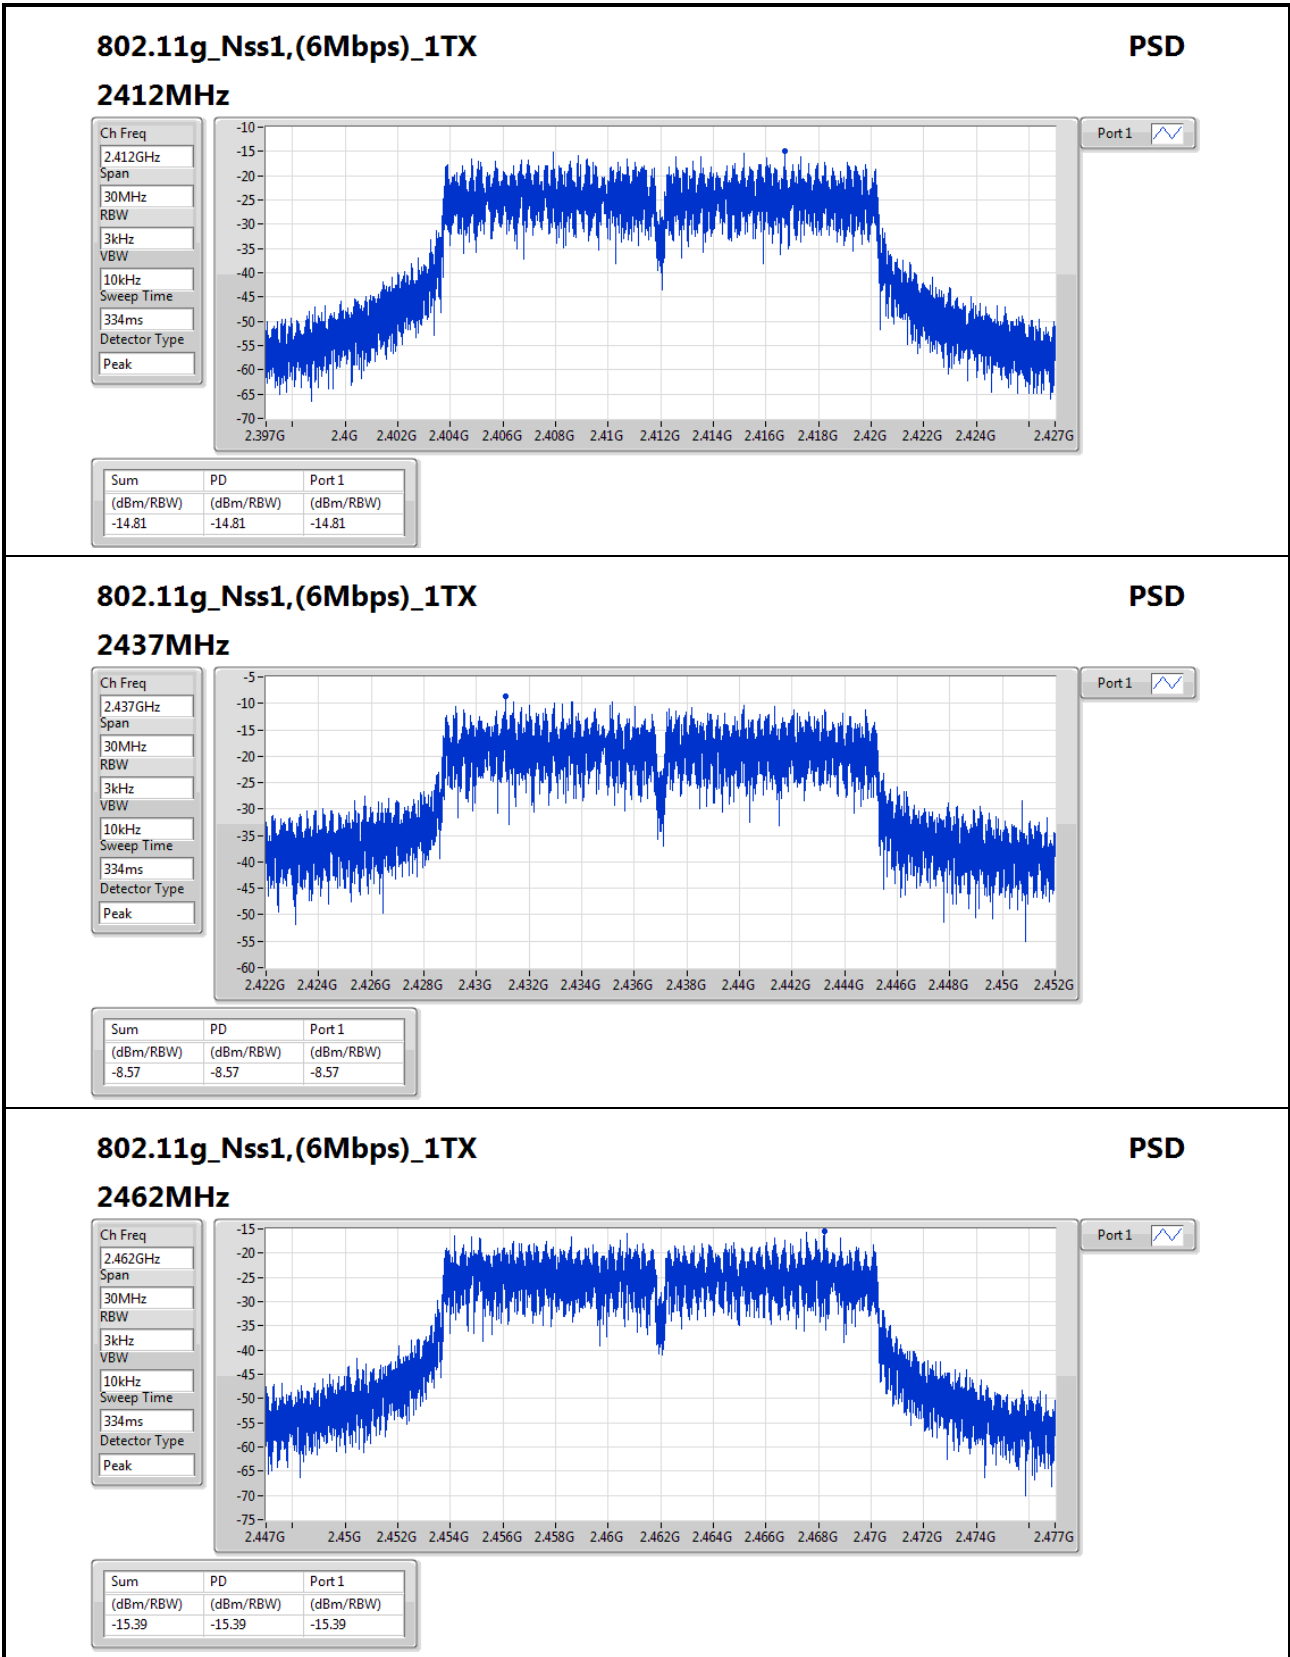 802.11g_Nss1,(6Mbps)_1TX PSD
2412MHz
Ch Freq
2.412GHz
Span
30MHz
RBW
3kHz
VBW
10kHz
Sweep Time
334ms
Detector Type
Peak
-10
-15
-20
-25
-30
-35
-40
-45
-50
-55
-60
-65
-70
2.397G 2.4G 2.402G 2.404G 2.406G 2.408G 2.41G 2.412G 2.414G 2.416G 2.418G 2.42G 2.422G 2.424G 2.427G
Port 1
Sum PD Port 1
(dBm/RBW) (dBm/RBW) (dBm/RBW)
-14.81 -14.81 -14.81
802.11g_Nss1,(6Mbps)_1TX PSD
2437MHz
Ch Freq
2.437GHz
Span
30MHz
RBW
3kHz
VBW
10kHz
Sweep Time
334ms
Detector Type
Peak
-5
-10
-15
-20
-25
-30
-35
-40
-45
-50
-55
-60
2.422G 2.424G 2.426G 2.428G 2.43G 2.432G 2.434G 2.436G 2.438G 2.44G 2.442G 2.444G 2.446G 2.448G 2.45G 2.452G
Port 1
Sum PD Port 1
(dBm/RBW) (dBm/RBW) (dBm/RBW)
-8.57 -8.57 -8.57
802.11g_Nss1,(6Mbps)_1TX PSD
2462MHz
Ch Freq
2.462GHz
Span
30MHz
RBW
3kHz
VBW
10kHz
Sweep Time
334ms
Detector Type
Peak
-15
-20
-25
-30
-35
-40
-45
-50
-55
-60
-65
-70
-75
2.447G 2.45G 2.452G 2.454G 2.456G 2.458G 2.46G 2.462G 2.464G 2.466G 2.468G 2.47G 2.472G 2.474G 2.477G
Port 1
Sum PD Port 1
(dBm/RBW) (dBm/RBW) (dBm/RBW)
-15.39 -15.39 -15.39